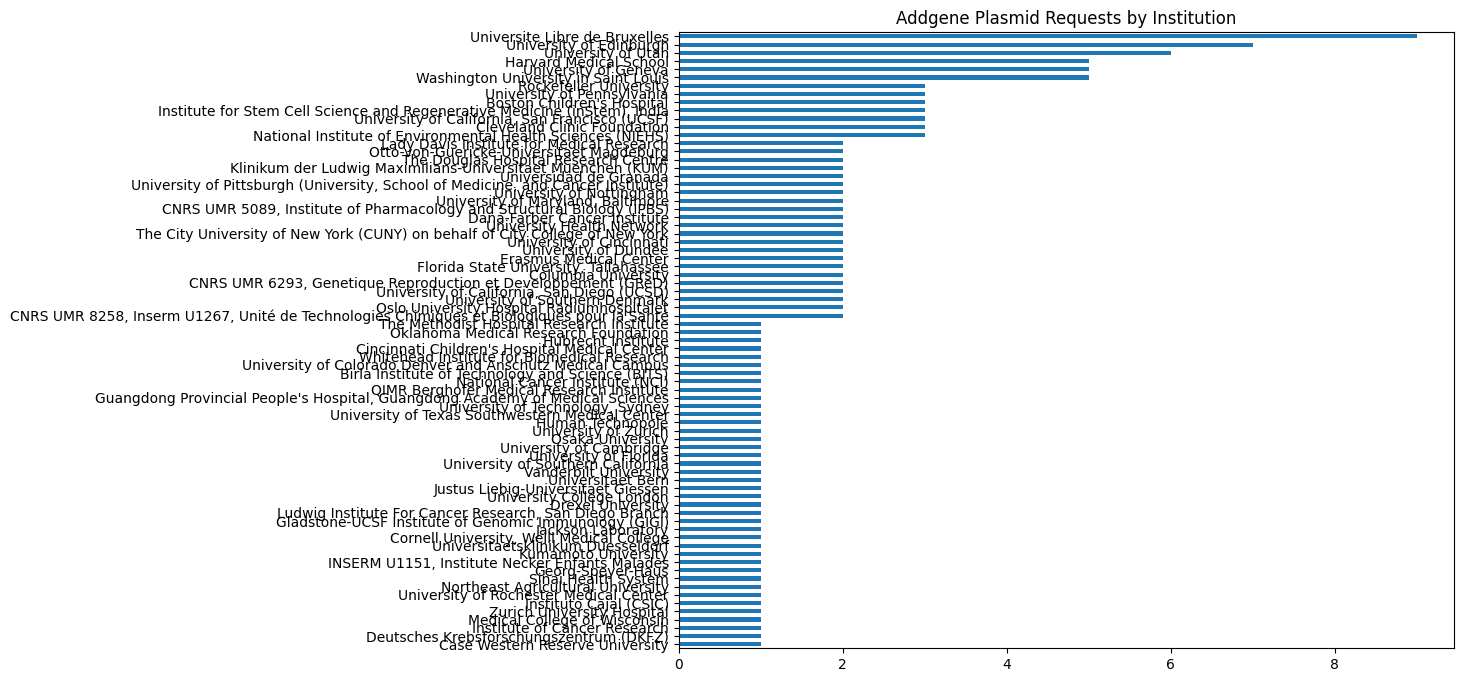 Addgene Plasmid Requests by Institution
Universite Libre de Bruxelles
University of Edinburgh
University of Utah
Harvard Medical School
University of Geneva
Washington University in Saint Louis
Rockefeller University
University of Pennsylvania
Boston Children's Hospital
Institute for Stem Cell Science and Regenerative Medicine (inStem), India
University of California, San Francisco (UCSF)
Cleveland Clinic Foundation
National Institute of Environmental Health Sciences (NIEHS)
Lady Davis Institute for Medical Research
Otto-von-Guericke-Universitaet Magdeburg
The Douglas Hospital Research Centre
Klinikum der Ludwig Maximilians-Universitaet Muenchen (KUM)
Universidad de Granada
University of Pittsburgh (University, School of Medicine, and Cancer Institute)
University of Nottingham
University of Maryland, Baltimore
CNRS UMR 5089, Institute of Pharmacology and Structural Biology (IPBS)
Dana-Farber Cancer Institute
University Health Network
The City University of New York (CUNY) on behalf of City College of New York
University of Cincinnati
University of Dundee
Erasmus Medical Center
Florida State University, Tallahassee
Columbia University
CNRS UMR 6293, Genetique Reproduction et Developpement (GReD)
University of California, San Diego (UCSD)
University of Southern Denmark
Oslo University Hospital Radiumhospitalet
CNRS UMR 8258, Inserm U1267, Unité de Technologies Chimiques et Biologiques pour la Santé
The Methodist Hospital Research Institute
Oklahoma Medical Research Foundation
Hubrecht Institute
Cincinnati Children's Hospital Medical Center
Whitehead Institute for Biomedical Research
University of Colorado Denver and Anschutz Medical Campus
Birla Institute of Technology and Science (BITS)
National Cancer Institute (NCI)
QIMR Berghofer Medical Research Institute
Guangdong Provincial People's Hospital, Guangdong Academy of Medical Sciences
University of Technology, Sydney
University of Texas Southwestern Medical Center
Human Technopole
University of Zurich
Osaka University
University of Cambridge
University of Florida
University of Southern California
Vanderbilt University
Universitaet Bern
Justus Liebig-Universitaet Giessen
University College London
Drexel University
Ludwig Institute For Cancer Research, San Diego Branch
Gladstone-UCSF Institute of Genomic Immunology (GIGI)
Jackson Laboratory
Cornell University, Weill Medical College
Universitaetsklinikum Duesseldorf
Kumamoto University
INSERM U1151, Institute Necker Enfants Malades
Georg-Speyer-Haus
Sinai Health System
Northeast Agricultural University
University of Rochester Medical Center
Instituto Cajal (CSIC)
Zurich University Hospital
Medical College of Wisconsin
Institute of Cancer Research
Deutsches Krebsforschungszentrum (DKFZ)
Case Western Reserve University
0 2 4 6 8